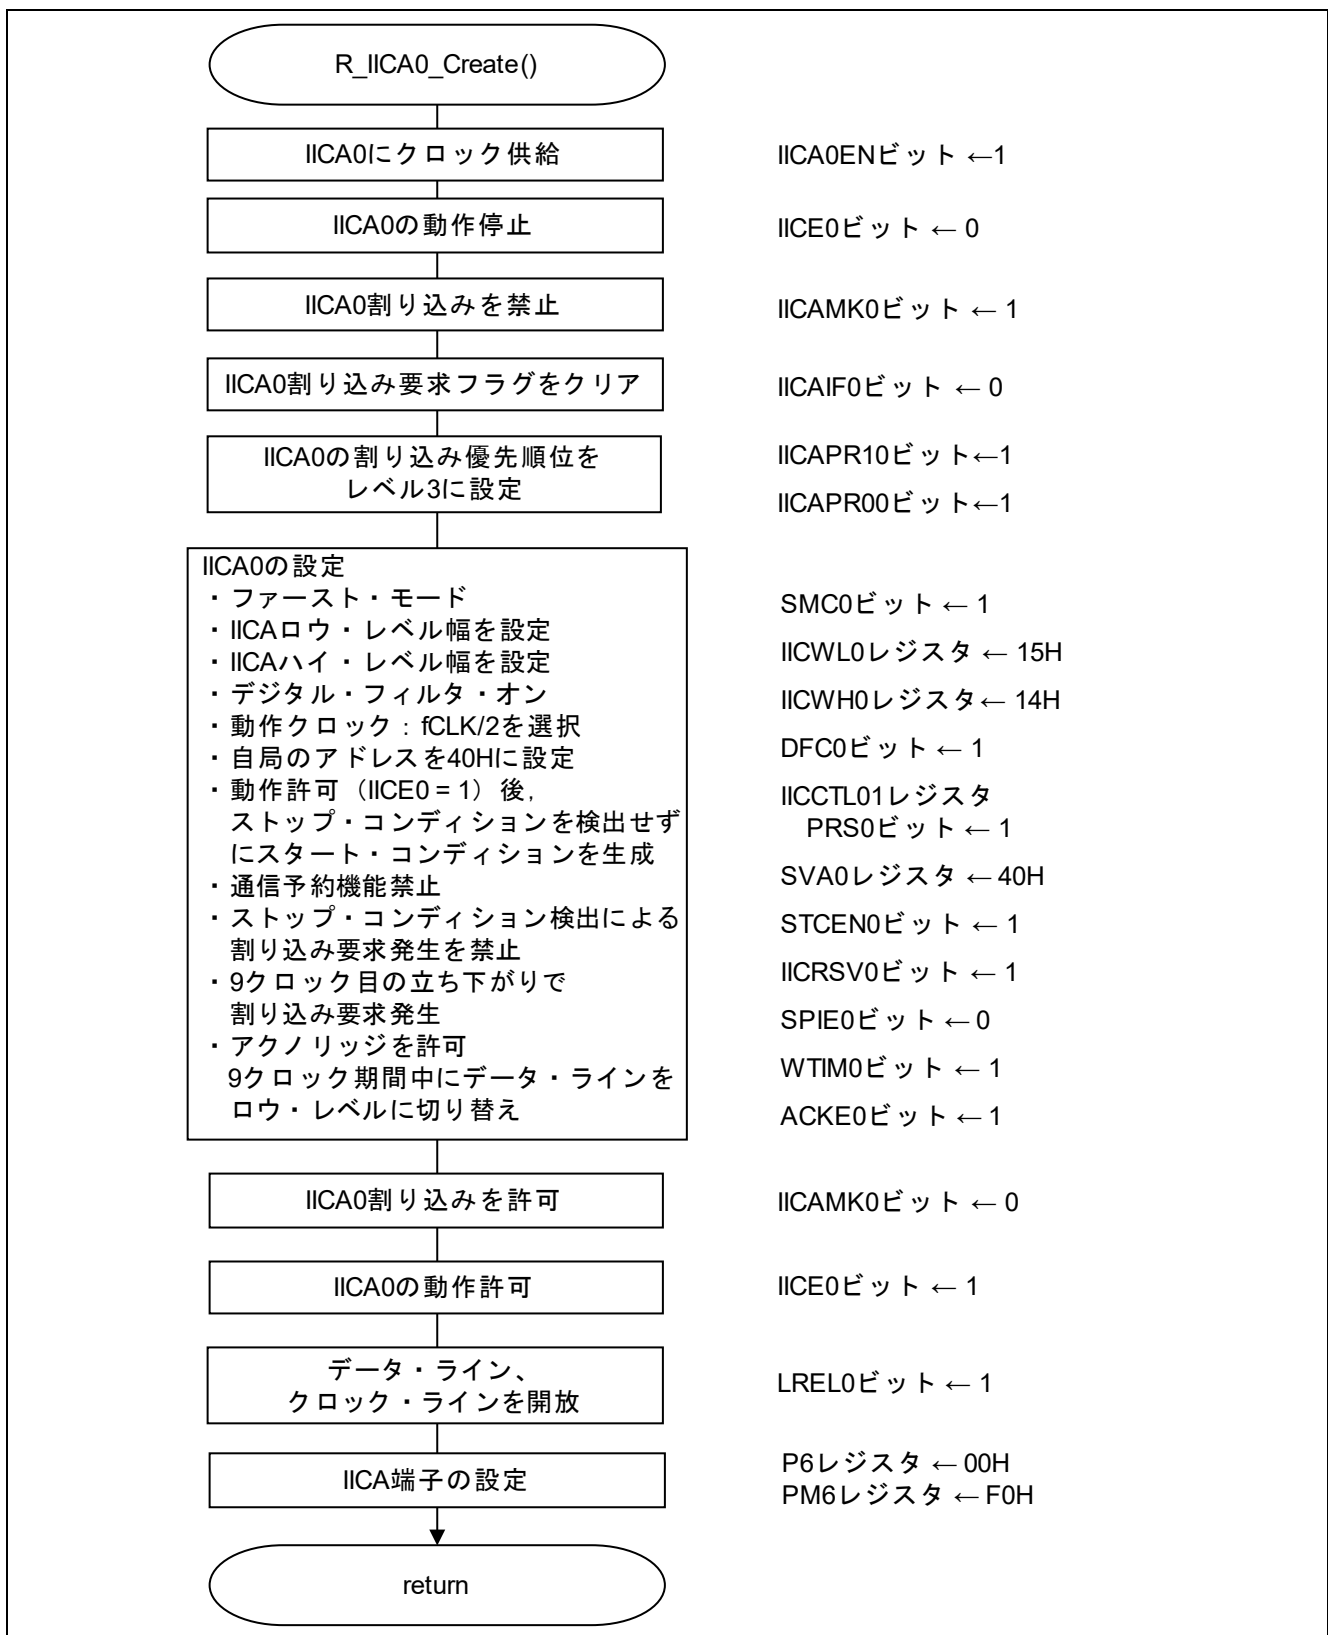 R_IICA0_Create()
IICA0にクロック供給
IICA0ENビット ←1
IICA0の動作停止
IICE0ビット ← 0
IICA0割り込みを禁止
IICAMK0ビット ← 1
IICA0割り込み要求フラグをクリア
IICAIF0ビット ← 0
IICA0の割り込み優先順位を
レベル3に設定
IICAPR10ビット←1
IICAPR00ビット←1
IICA0の設定
・ファースト・モード
・IICAロウ・レベル幅を設定
・IICAハイ・レベル幅を設定
・デジタル・フィルタ・オン
・動作クロック：fCLK/2を選択
・自局のアドレスを40Hに設定
・動作許可（IICE0 = 1）後,
ストップ・コンディションを検出せず
にスタート・コンディションを生成
・通信予約機能禁止
・ストップ・コンディション検出による
割り込み要求発生を禁止
・9クロック目の立ち下がりで
割り込み要求発生
・アクノリッジを許可
9クロック期間中にデータ・ラインを
ロウ・レベルに切り替え
SMC0ビット ← 1
IICWL0レジスタ ← 15H
IICWH0レジスタ← 14H
DFC0ビット ← 1
IICCTL01レジスタ
PRS0ビット ← 1
SVA0レジスタ ← 40H
STCEN0ビット ← 1
IICRSV0ビット ← 1
SPIE0ビット ← 0
WTIM0ビット ← 1
ACKE0ビット ← 1
IICA0割り込みを許可
IICAMK0ビット ← 0
IICA0の動作許可
IICE0ビット ← 1
データ・ライン、
クロック・ラインを開放
LREL0ビット ← 1
IICA端子の設定
P6レジスタ ← 00H
PM6レジスタ ← F0H
return